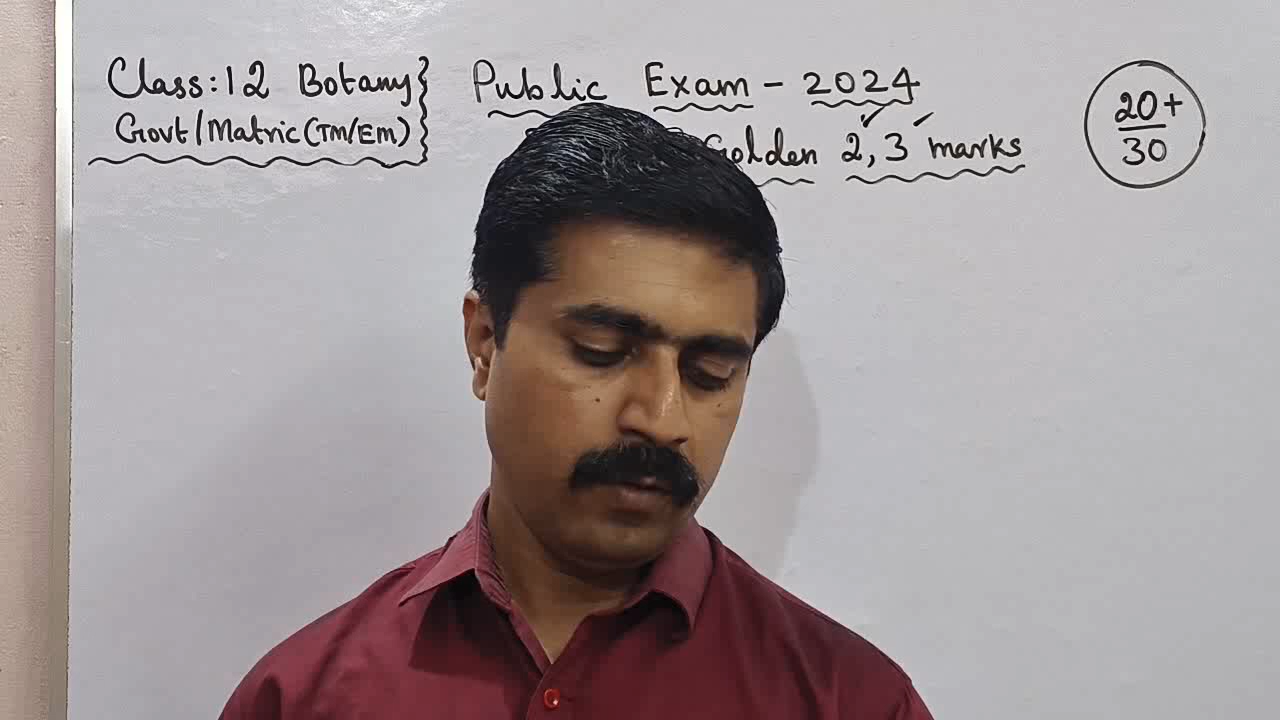 Class:12 Botany} Public Exam - 2024
Govt/Matric(TM/EM)} Golden 2, 3 marks
20+
30